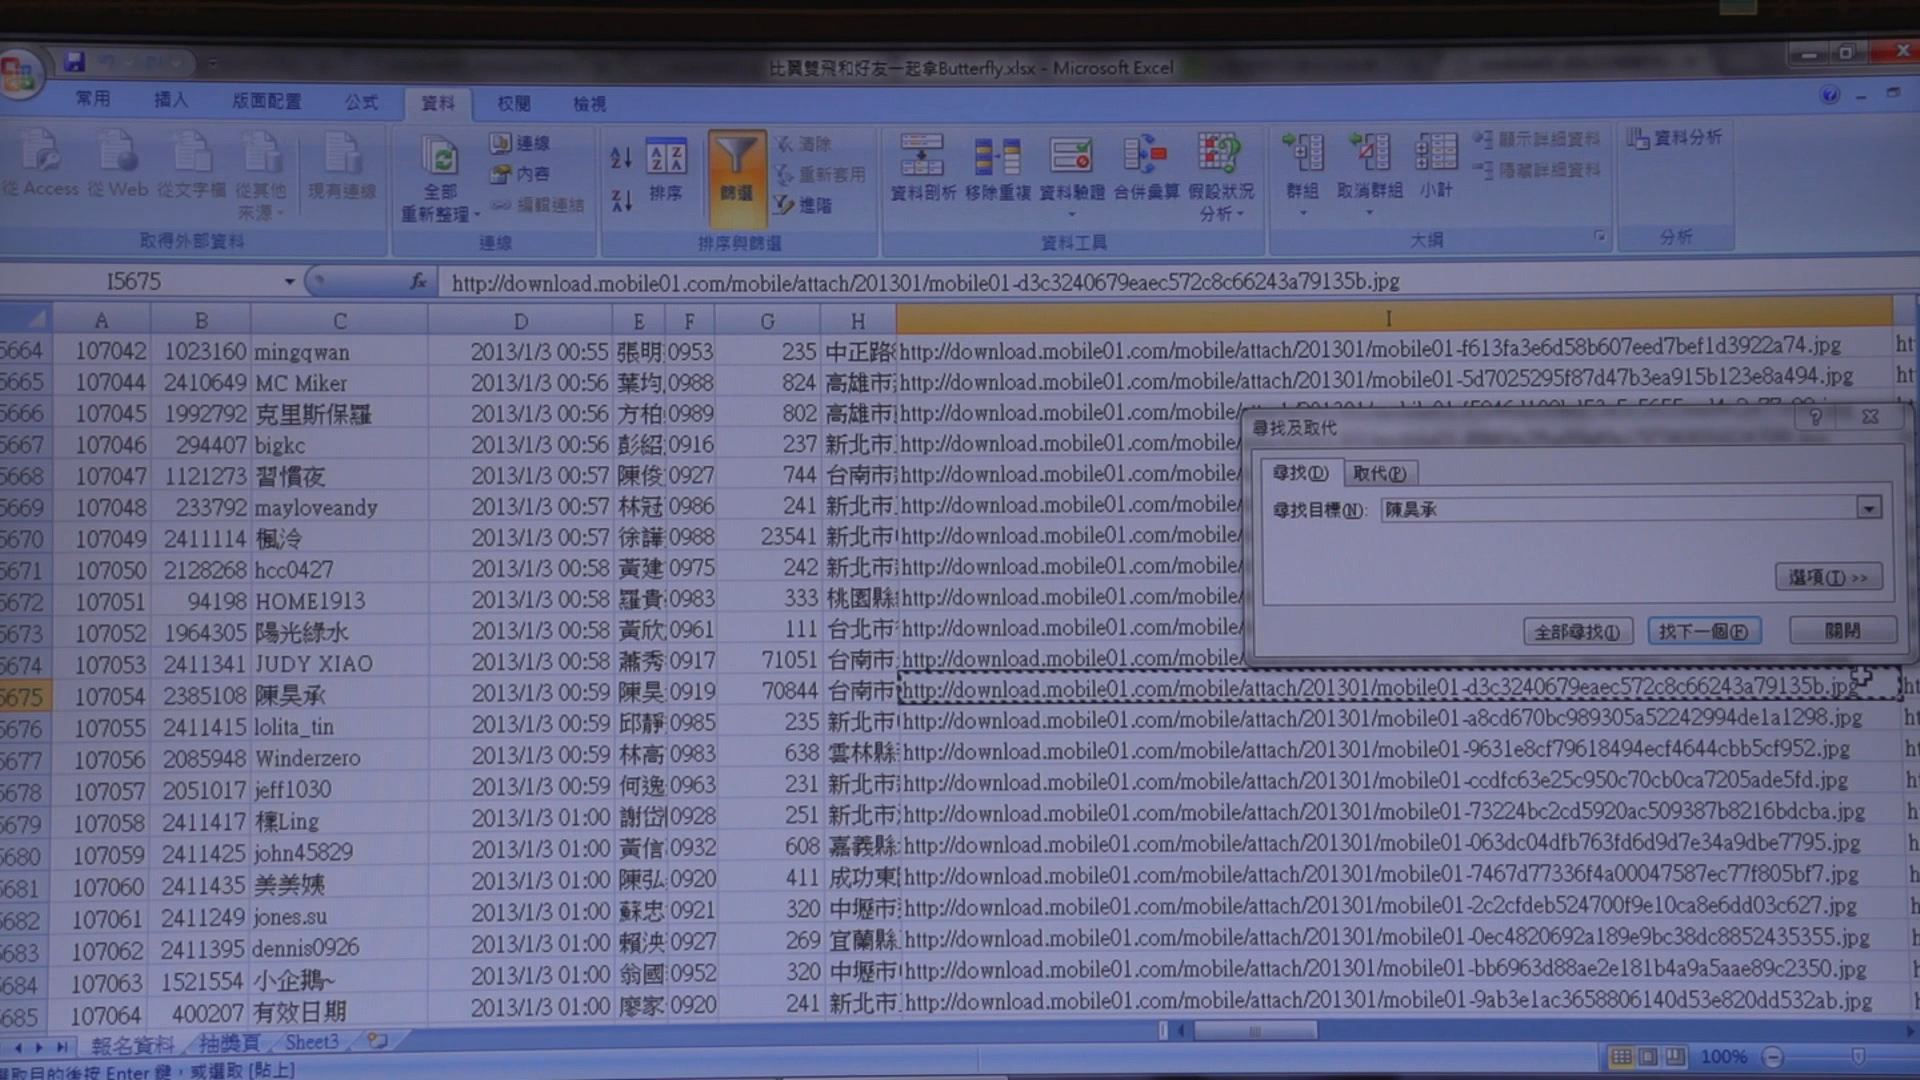 比翼雙飛和好友一起拿Butterfly.xlsx - Microsoft Excel
常用 插入 版面配置 公式 資料 校閱 檢視
從 Access 從 Web 從文字檔 從其他來源 現有連線
取得外部資料
全部重新整理 連線 內容 編輯連結
連線
排序 篩選 清除 重新套用 進階
排序與篩選
資料剖析 移除重複 資料驗證 合併彙算 假設狀況分析
資料工具
群組 取消群組 小計 顯示詳細資料 隱藏詳細資料
大綱
資料分析
分析
I5675 fx http://download.mobile01.com/mobile/attach/201301/mobile01-d3c3240679eaec572c8c66243a79135b.jpg
A B C D E F G H I
5664 107042 1023160 mingqwan 2013/1/3 00:55 張明 0953 235 中正路 http://download.mobile01.com/mobile/attach/201301/mobile01-f613fa3e6d58b607eed7bef1d3922a74.jpg
5665 107044 2410649 MC Miker 2013/1/3 00:56 葉均 0988 824 高雄市 http://download.mobile01.com/mobile/attach/201301/mobile01-5d7025295f87d47b3ea915b123e8a494.jpg
5666 107045 1992792 克里斯保羅 2013/1/3 00:56 方柏 0989 802 高雄市 http://download.mobile01.com/mobile/
5667 107046 294407 bigkc 2013/1/3 00:56 彭紹 0916 237 新北市 http://download.mobile01.com/mobile/
5668 107047 1121273 習慣夜 2013/1/3 00:57 陳俊 0927 744 台南市 http://download.mobile01.com/mobile/
5669 107048 233792 mayloveandy 2013/1/3 00:57 林冠 0986 241 新北市 http://download.mobile01.com/mobile/
5670 107049 2411114 楓泠 2013/1/3 00:57 徐譁 0988 23541 新北市 http://download.mobile01.com/mobile/
5671 107050 2128268 hcc0427 2013/1/3 00:58 黃建 0975 242 新北市 http://download.mobile01.com/mobile/
5672 107051 94198 HOME1913 2013/1/3 00:58 羅貴 0983 333 桃園縣 http://download.mobile01.com/mobile/
5673 107052 1964305 陽光綠水 2013/1/3 00:58 黃欣 0961 111 台北市 http://download.mobile01.com/mobile/
5674 107053 2411341 JUDY XIAO 2013/1/3 00:58 蕭秀 0917 71051 台南市 http://download.mobile01.com/mobile/
5675 107054 2385108 陳昊承 2013/1/3 00:59 陳昊 0919 70844 台南市 http://download.mobile01.com/mobile/attach/201301/mobile01-d3c3240679eaec572c8c66243a79135b.jpg
5676 107055 2411415 lolita_tin 2013/1/3 00:59 邱靜 0985 235 新北市 http://download.mobile01.com/mobile/attach/201301/mobile01-a8cd670bc989305a52242994de1a1298.jpg
5677 107056 2085948 Winderzero 2013/1/3 00:59 林高 0983 638 雲林縣 http://download.mobile01.com/mobile/attach/201301/mobile01-9631e8cf79618494ecf4644cbb5cf952.jpg
5678 107057 2051017 jeff1030 2013/1/3 00:59 何逸 0963 231 新北市 http://download.mobile01.com/mobile/attach/201301/mobile01-ccdfc63e25c950c70cb0ca7205ade5fd.jpg
5679 107058 2411417 檸Ling 2013/1/3 01:00 謝岱 0928 251 新北市 http://download.mobile01.com/mobile/attach/201301/mobile01-73224bc2cd5920ac509387b8216bdcba.jpg
5680 107059 2411425 john45829 2013/1/3 01:00 黃信 0932 608 嘉義縣 http://download.mobile01.com/mobile/attach/201301/mobile01-063dc04dfb763fd6d9d7e34a9dbe7795.jpg
5681 107060 2411435 美美姨 2013/1/3 01:00 陳弘 0920 411 成功東 http://download.mobile01.com/mobile/attach/201301/mobile01-7467d77336f4a00047587ec77f805bf7.jpg
5682 107061 2411249 jones.su 2013/1/3 01:00 蘇忠 0921 320 中壢市 http://download.mobile01.com/mobile/attach/201301/mobile01-2c2cfdeb524700f9e10ca8e6dd03c627.jpg
5683 107062 2411395 dennis0926 2013/1/3 01:00 賴泱 0927 269 宜蘭縣 http://download.mobile01.com/mobile/attach/201301/mobile01-0ec4820692a189e9bc38dc8852435355.jpg
5684 107063 1521554 小企鵝~ 2013/1/3 01:00 翁國 0952 320 中壢市 http://download.mobile01.com/mobile/attach/201301/mobile01-bb6963d88ae2e181b4a9a5aae89c2350.jpg
5685 107064 400207 有效日期 2013/1/3 01:00 廖家 0920 241 新北市 http://download.mobile01.com/mobile/attach/201301/mobile01-9ab3e1ac3658806140d53e820dd532ab.jpg
尋找及取代
尋找(D) 取代(P)
尋找目標(N): 陳昊承
選項(T) >>
全部尋找(I) 找下一個(F) 關閉
報名資料 抽獎頁 Sheet3
選取目的後按 Enter 鍵，或選取 [貼上]
100%